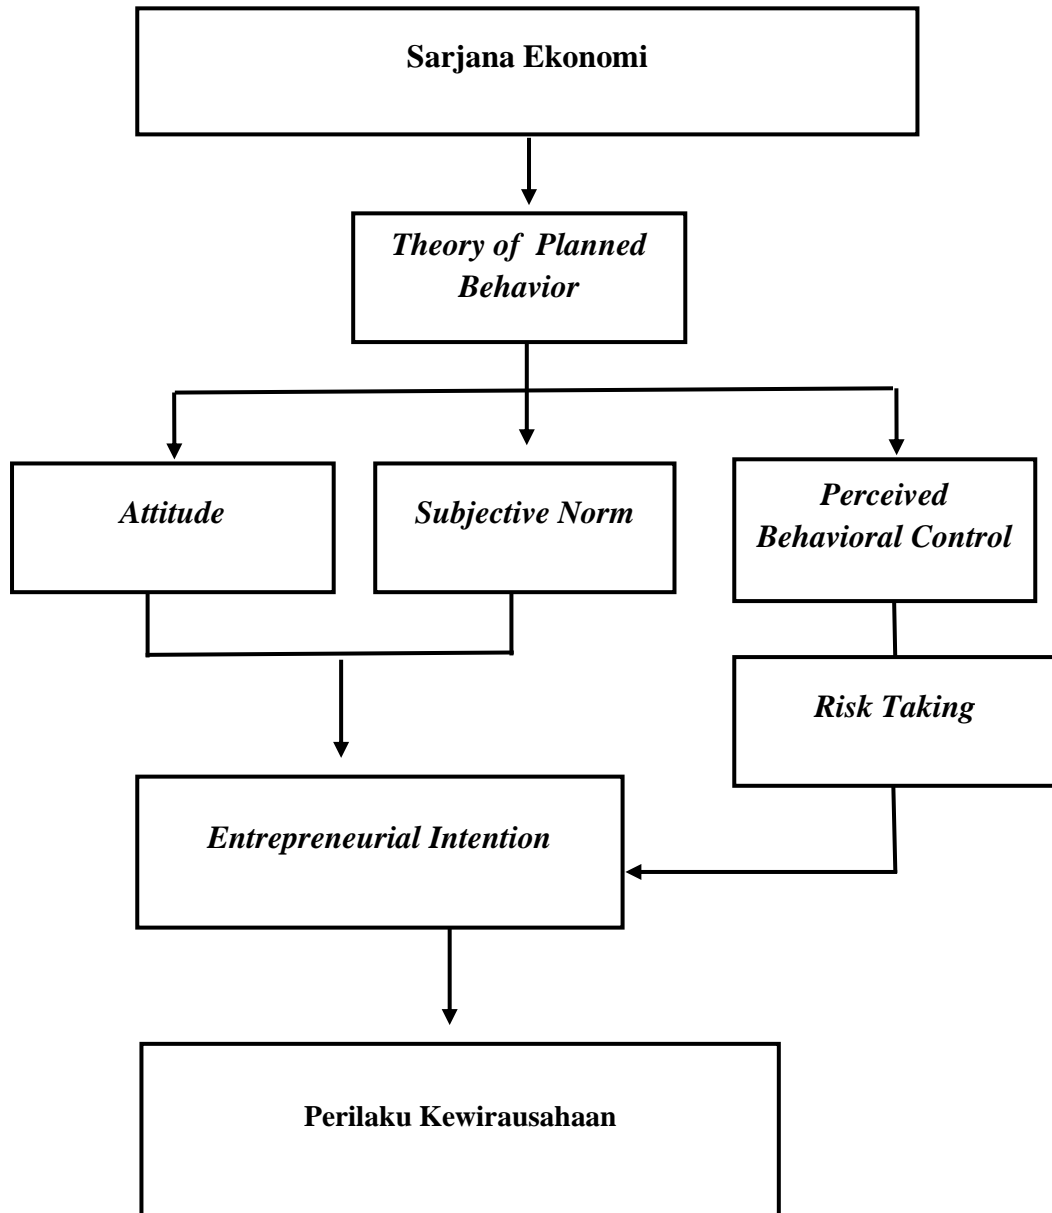 Sarjana Ekonomi
Theory of Planned
Behavior
Attitude
Subjective Norm
Perceived
Behavioral Control
Risk Taking
Entrepreneurial Intention
Perilaku Kewirausahaan